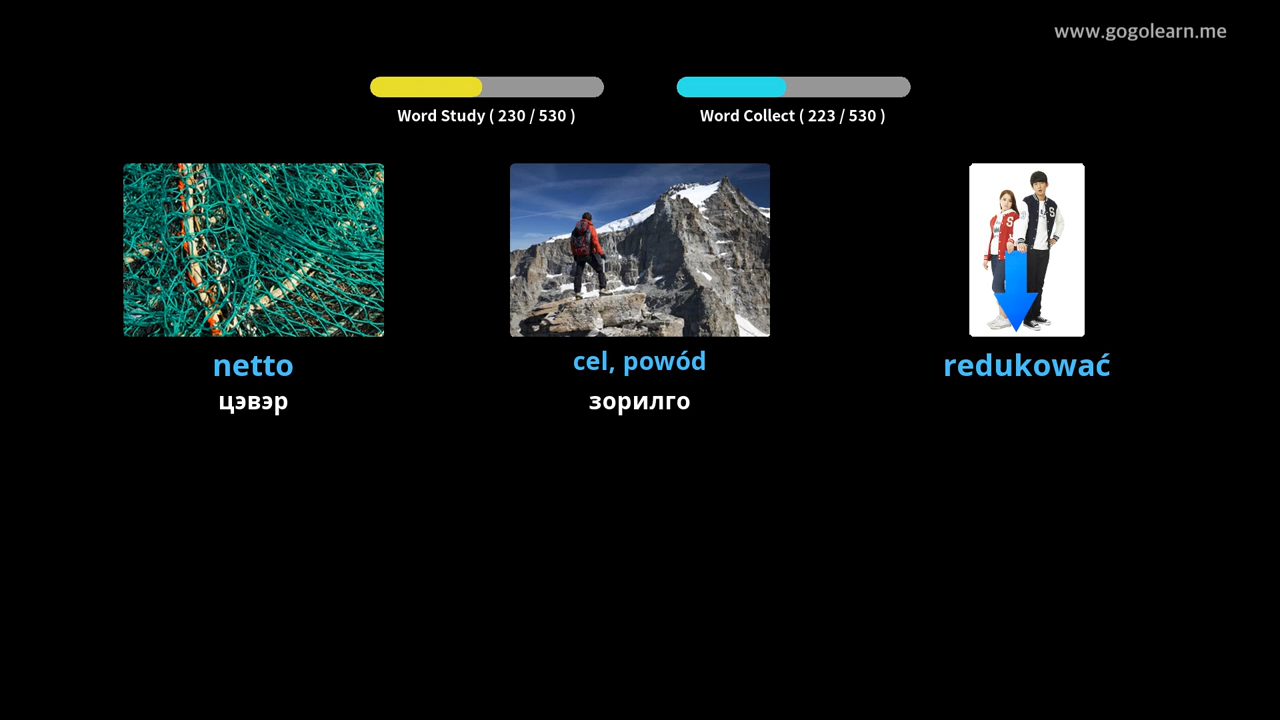 www.gogolearn.me
Word Study ( 230 / 530 )
Word Collect ( 223 / 530 )
netto
цэвэр
cel, powód
зорилго
redukować